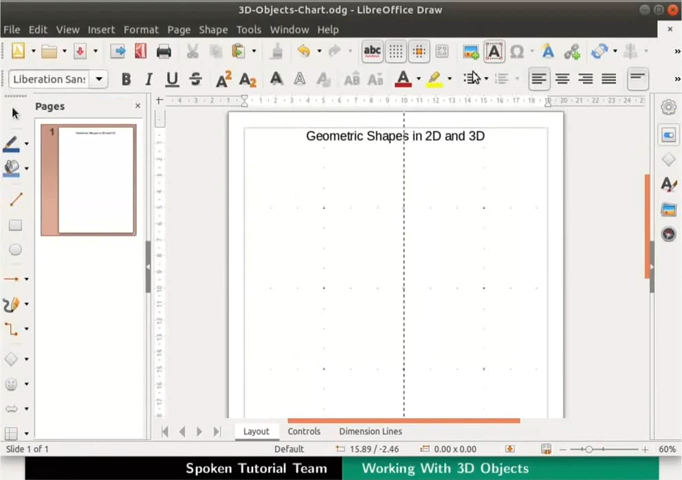 3D-Objects-Chart.odg - LibreOffice Draw
File Edit View Insert Format Page Shape Tools Window Help
Liberation Sans
Pages
1
Geometric Shapes in 2D and 3D
Layout Controls Dimension Lines
Slide 1 of 1 Default 15.89 / -2.46 0.00 x 0.00 60%
Spoken Tutorial Team Working With 3D Objects